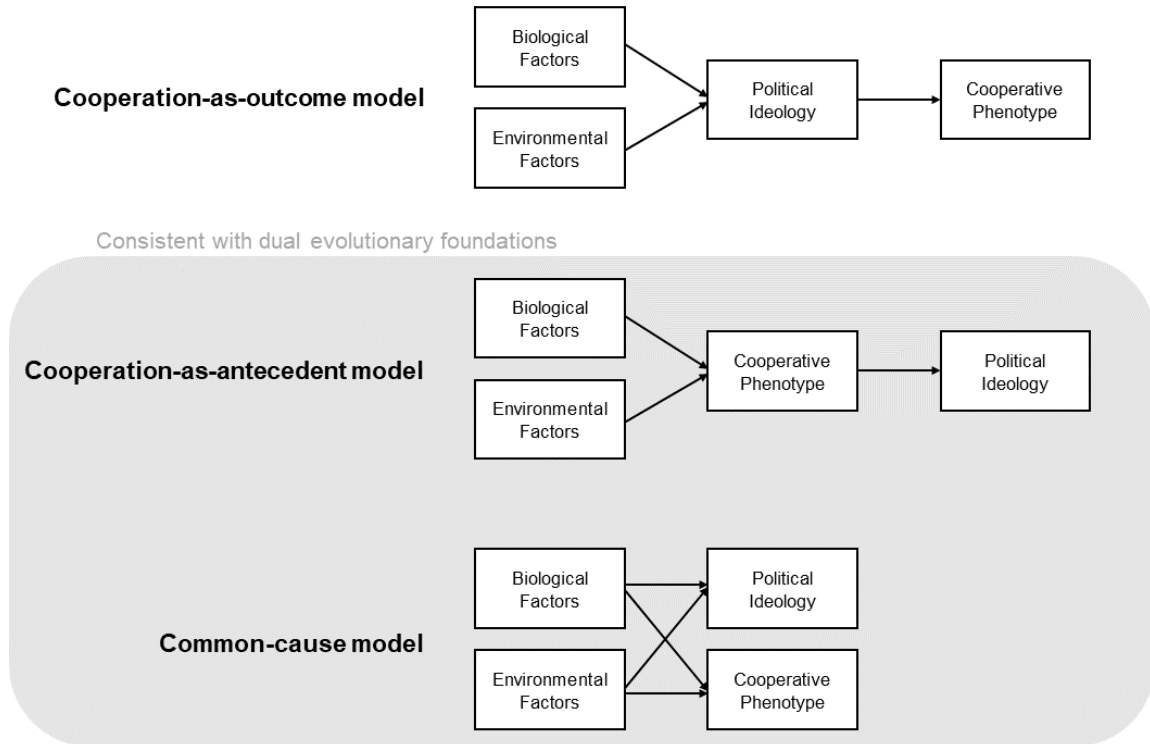 Biological
Factors
Cooperation-as-outcome model
Political
Ideology
Cooperative
Phenotype
Environmental
Factors
Consistent with dual evolutionary foundations
Biological
Factors
Cooperation-as-antecedent model
Cooperative
Phenotype
Political
Ideology
Environmental
Factors
Biological
Factors
Political
Ideology
Common-cause model
Environmental
Factors
Cooperative
Phenotype